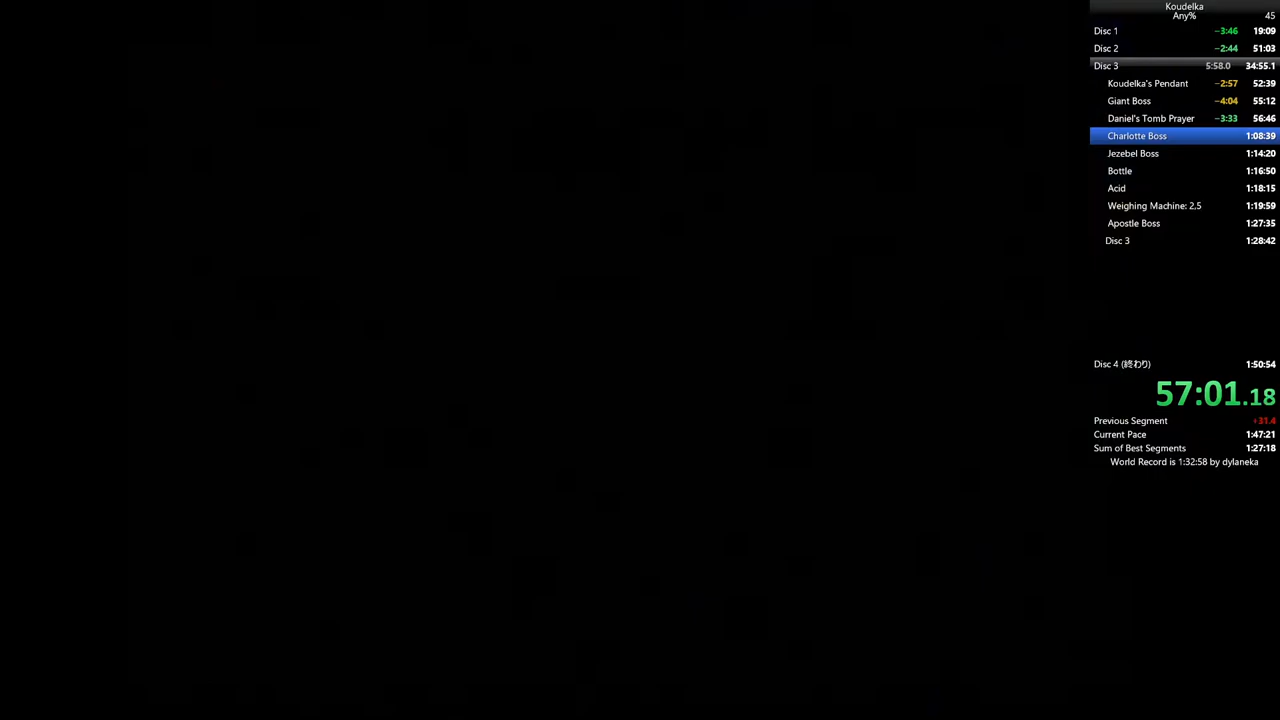 Koudelka
Any% 45
Disc 1 −3:46 19:09
Disc 2 −2:44 51:03
Disc 3 5:58.0 34:55.1
Koudelka's Pendant −2:57 52:39
Giant Boss −4:04 55:12
Daniel's Tomb Prayer −3:33 56:46
Charlotte Boss 1:08:39
Jezebel Boss 1:14:20
Bottle 1:16:50
Acid 1:18:15
Weighing Machine: 2,5 1:19:59
Apostle Boss 1:27:35
Disc 3 1:28:42
Disc 4 (終わり) 1:50:54
57:01.18
Previous Segment +31.4
Current Pace 1:47:21
Sum of Best Segments 1:27:18
World Record is 1:32:58 by dylaneka